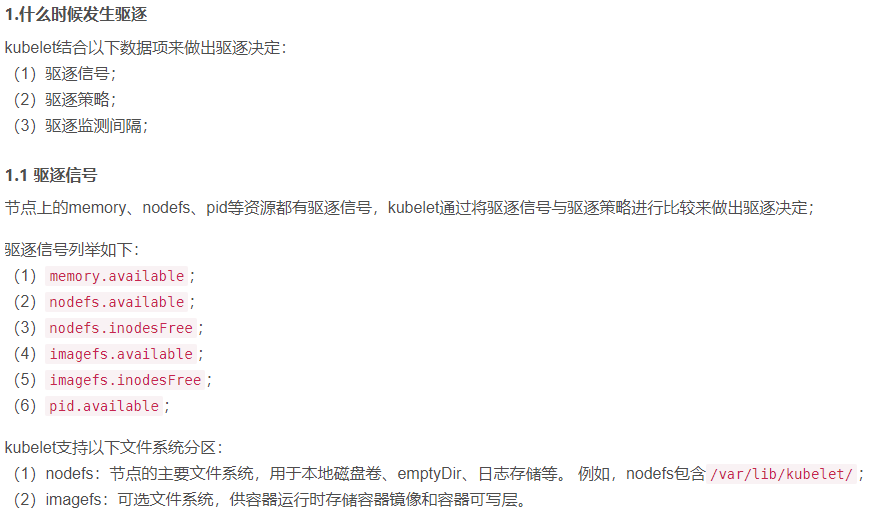 1.什么时候发生驱逐
kubelet结合以下数据项来做出驱逐决定：
（1）驱逐信号；
（2）驱逐策略；
（3）驱逐监测间隔；
1.1 驱逐信号
节点上的memory、nodefs、pid等资源都有驱逐信号，kubelet通过将驱逐信号与驱逐策略进行比较来做出驱逐决定；
驱逐信号列举如下：
（1）memory.available；
（2）nodefs.available；
（3）nodefs.inodesFree；
（4）imagefs.available；
（5）imagefs.inodesFree；
（6）pid.available；
kubelet支持以下文件系统分区：
（1）nodefs：节点的主要文件系统，用于本地磁盘卷、emptyDir、日志存储等。 例如，nodefs包含/var/lib/kubelet/；
（2）imagefs：可选文件系统，供容器运行时存储容器镜像和容器可写层。